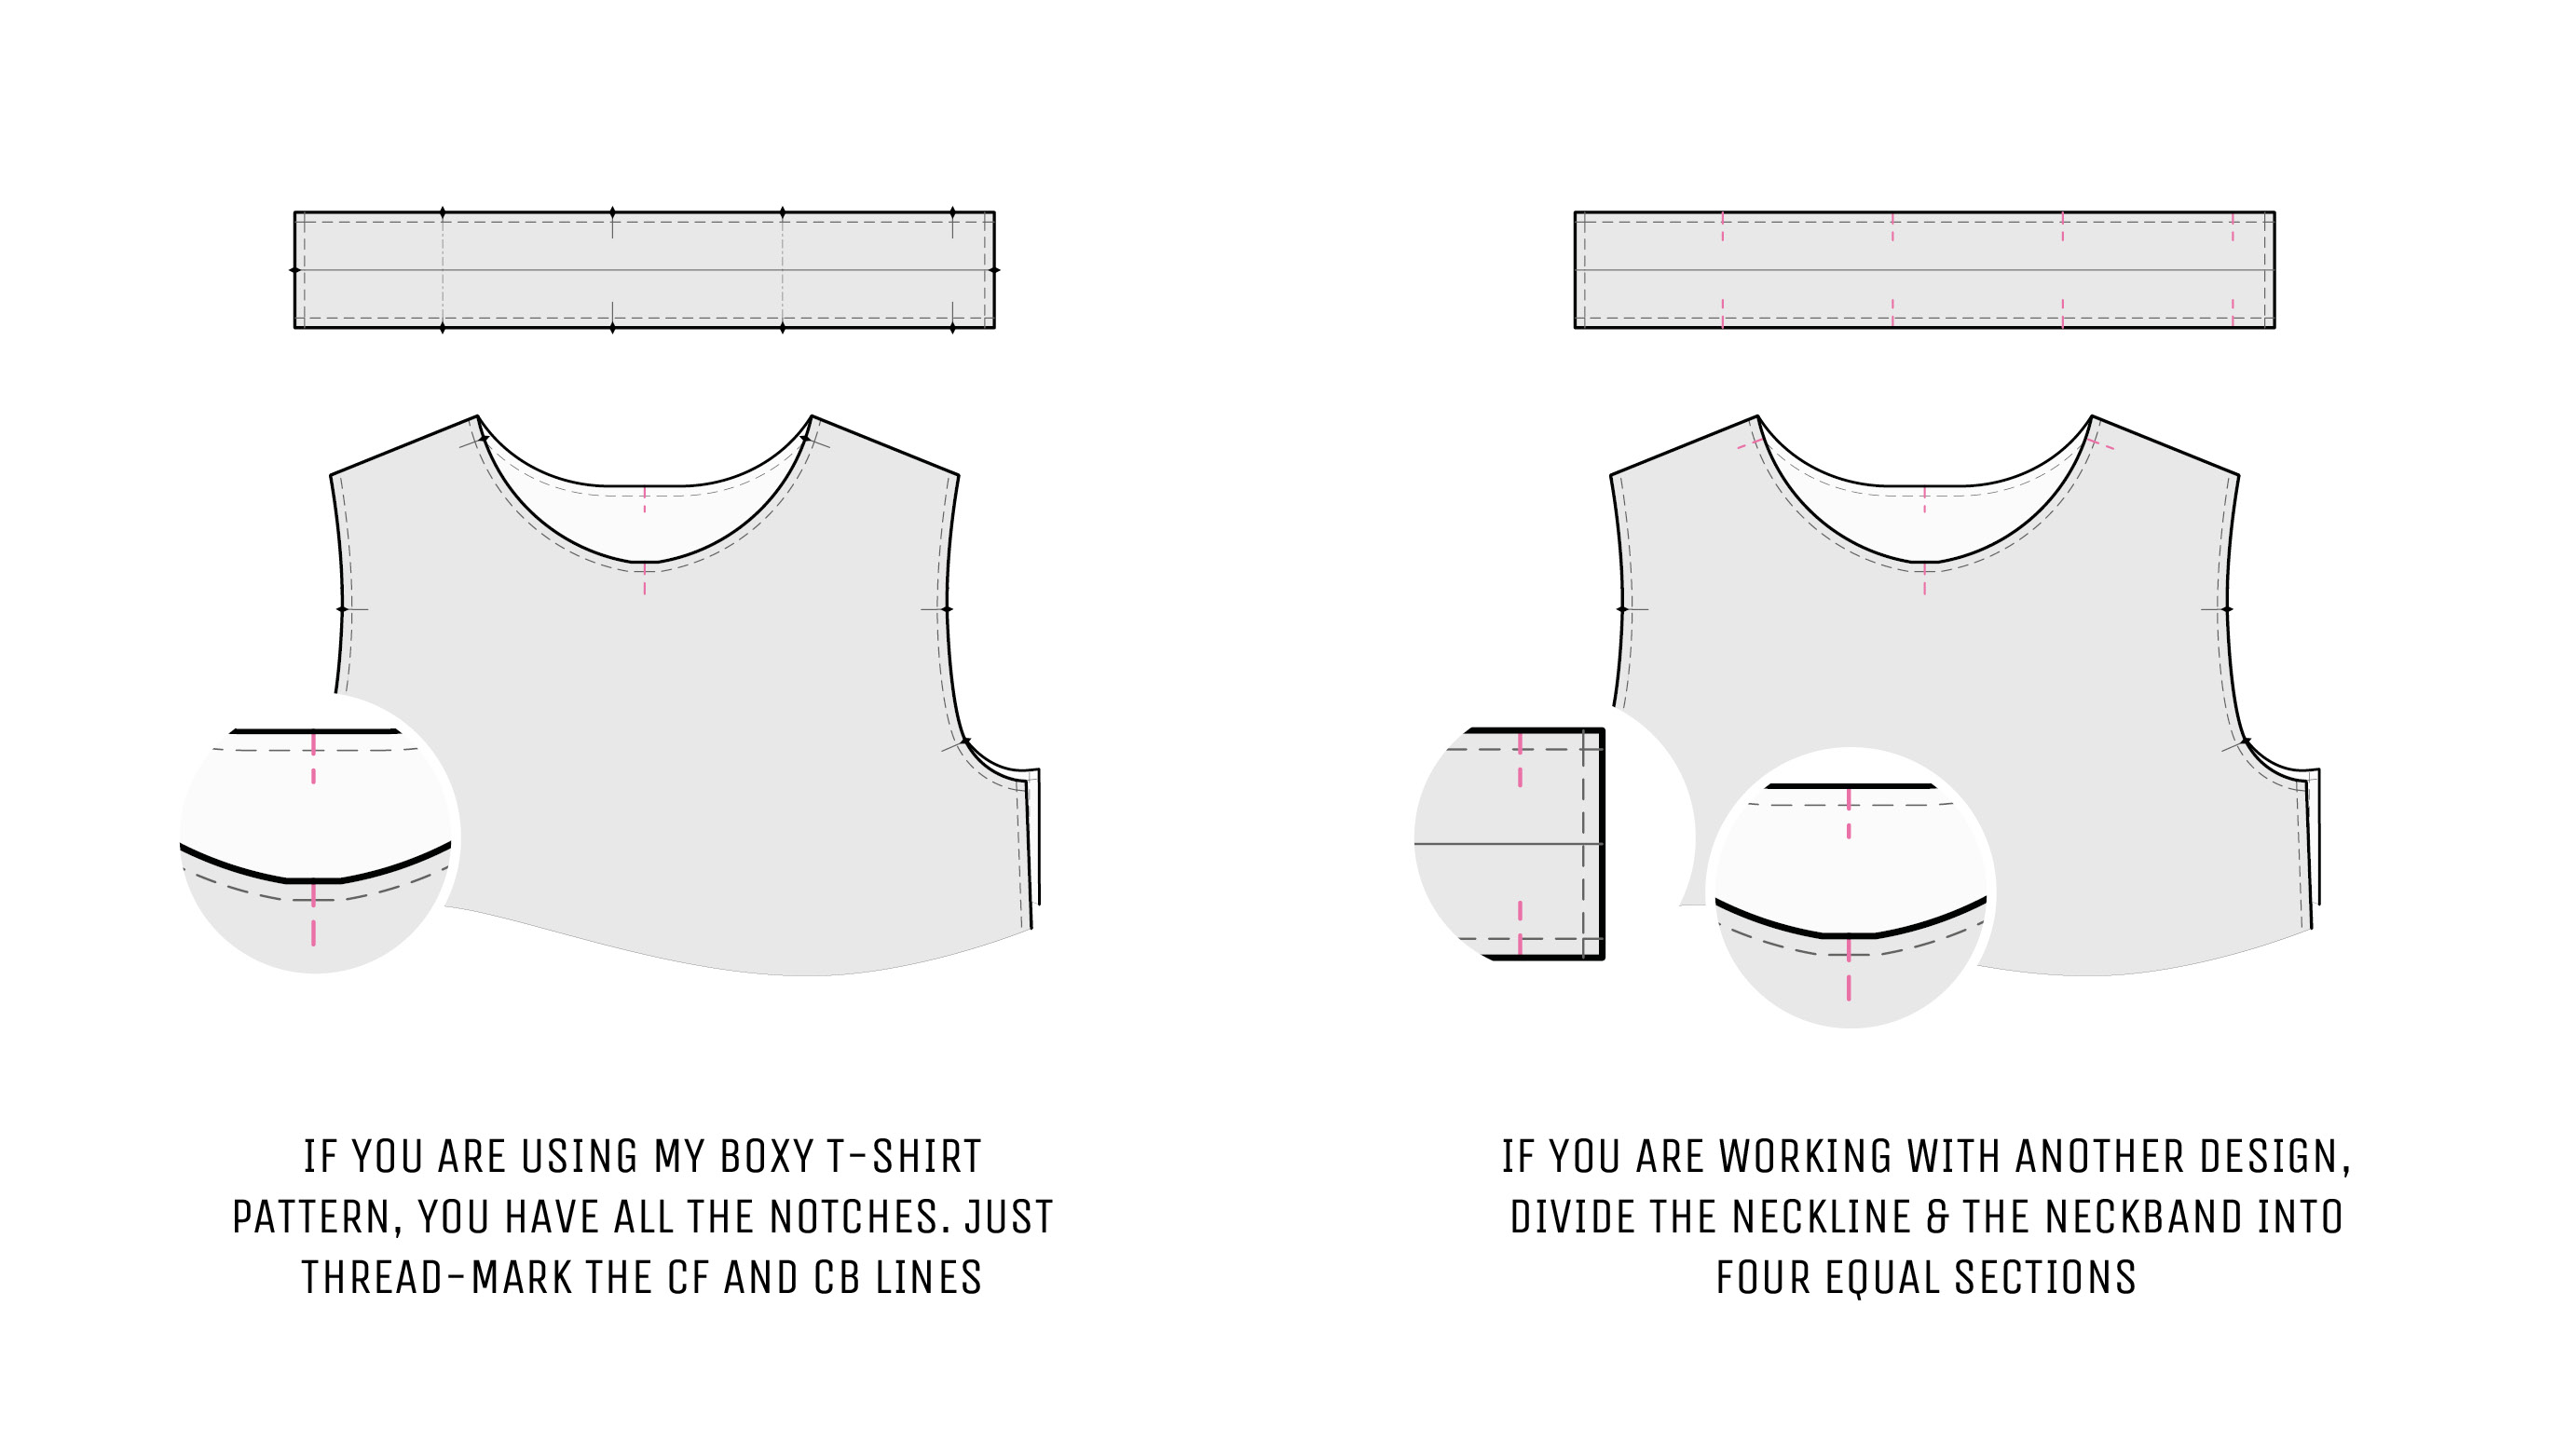 IF YOU ARE USING MY BOXY T-SHIRT
PATTERN, YOU HAVE ALL THE NOTCHES. JUST
THREAD-MARK THE CF AND CB LINES
IF YOU ARE WORKING WITH ANOTHER DESIGN,
DIVIDE THE NECKLINE & THE NECKBAND INTO
FOUR EQUAL SECTIONS